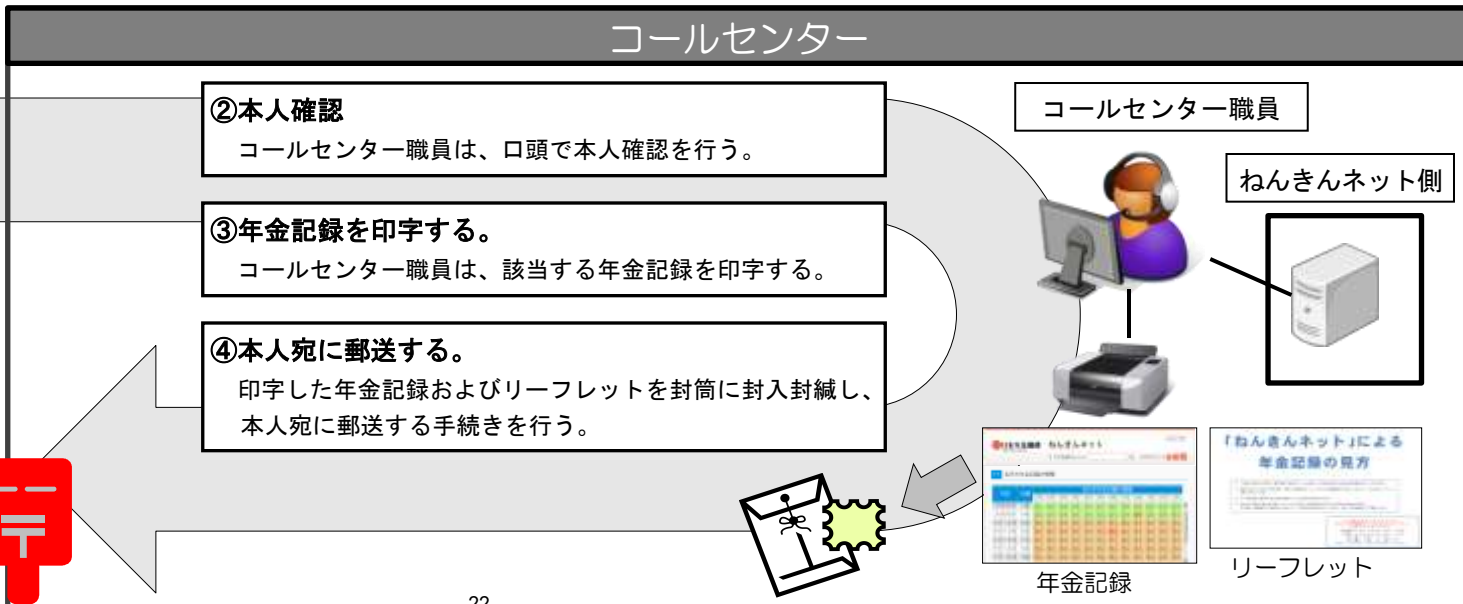 コールセンター
②本人確認
コールセンター職員は、口頭で本人確認を行う。
③年金記録を印字する。
コールセンター職員は、該当する年金記録を印字する。
④本人宛に郵送する。
印字した年金記録およびリーフレットを封筒に封入封緘し、
本人宛に郵送する手続きを行う。
コールセンター職員
ねんきんネット側
ねんきんネット
「ねんきんネット」による
年金記録の見方
年金記録
リーフレット
〒
22